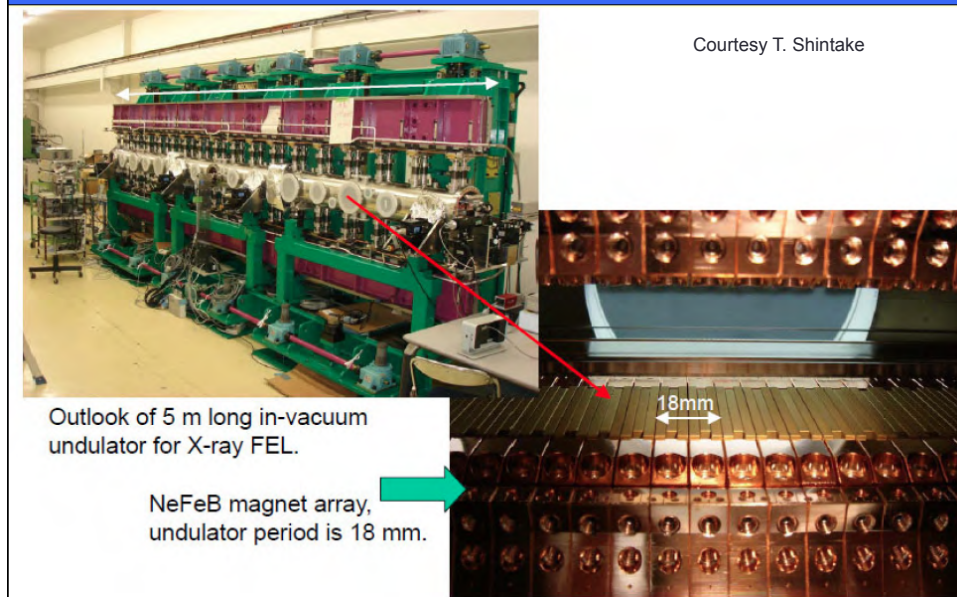 Courtesy T. Shintake
18mm
Outlook of 5 m long in-vacuum
undulator for X-ray FEL.
NeFeB magnet array,
undulator period is 18 mm.